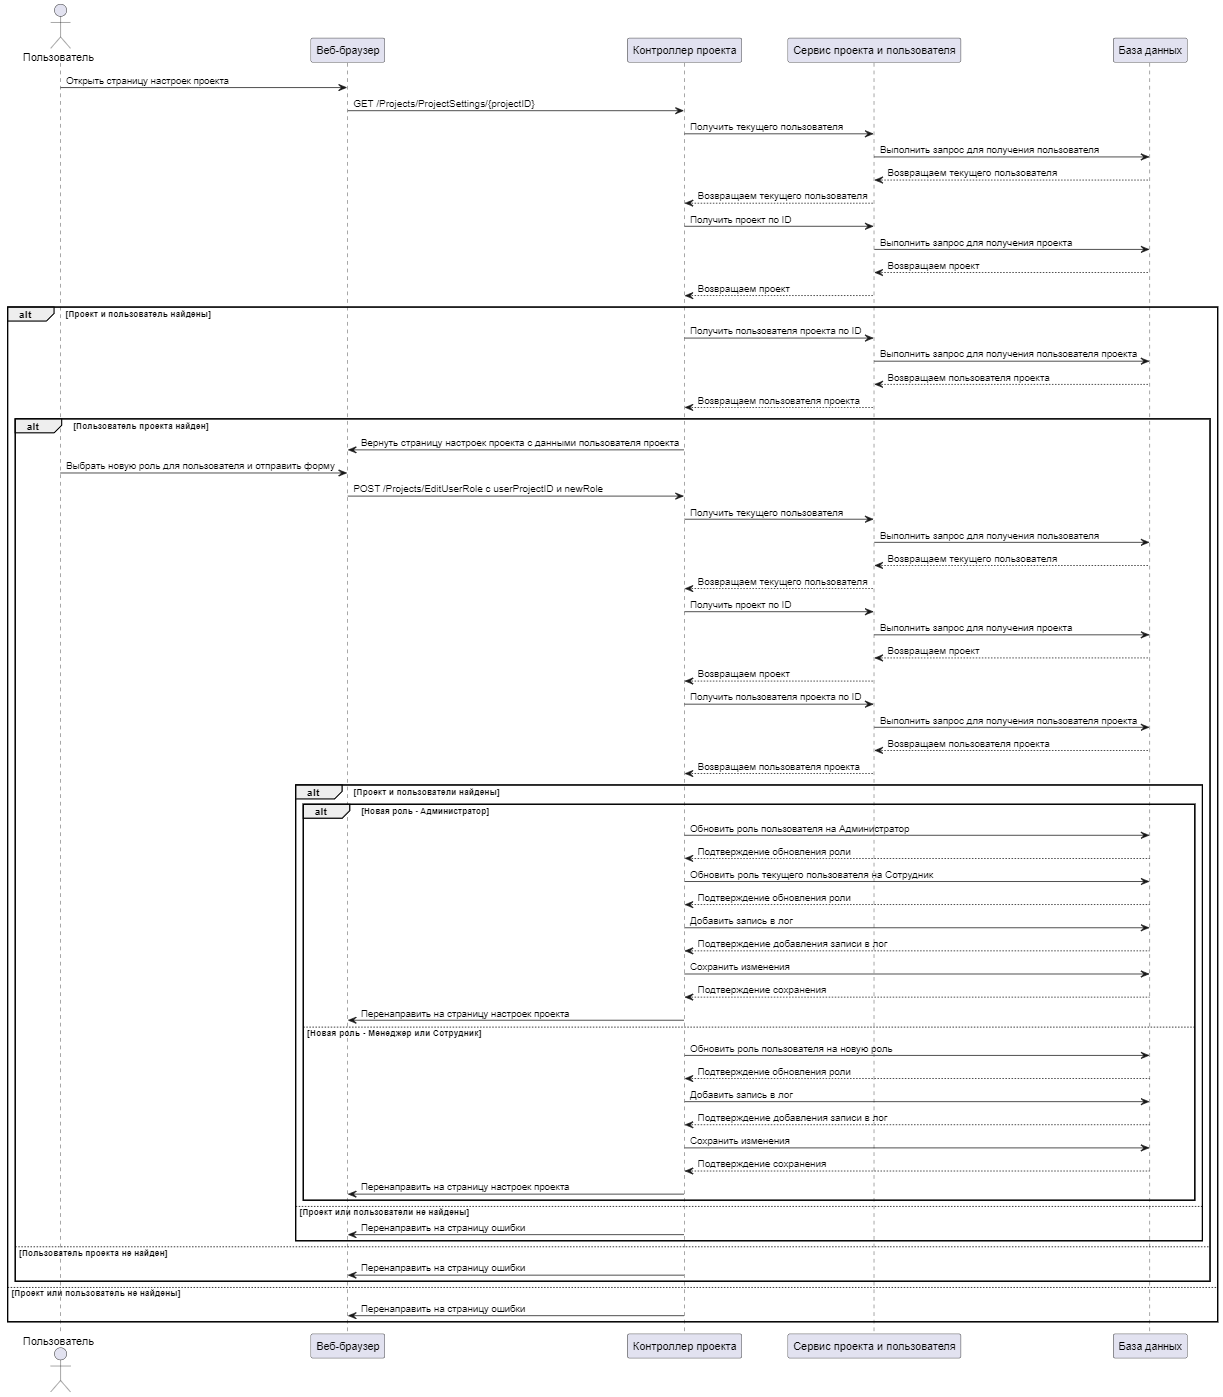 Пользователь
Веб-браузер
Контроллер проекта
Сервис проекта и пользователя
База данных
Открыть страницу настроек проекта
GET /Projects/ProjectSettings/{projectID}
Получить текущего пользователя
Выполнить запрос для получения пользователя
Возвращаем текущего пользователя
Возвращаем текущего пользователя
Получить проект по ID
Выполнить запрос для получения проекта
Возвращаем проект
Возвращаем проект
alt
[Проект и пользователь найдены]
Получить пользователя проекта по ID
Выполнить запрос для получения пользователя проекта
Возвращаем пользователя проекта
Возвращаем пользователя проекта
alt
[Пользователь проекта найден]
Вернуть страницу настроек проекта с данными пользователя проекта
Выбрать новую роль для пользователя и отправить форму
POST /Projects/EditUserRole с userProjectID и newRole
Получить текущего пользователя
Выполнить запрос для получения пользователя
Возвращаем текущего пользователя
Возвращаем текущего пользователя
Получить проект по ID
Выполнить запрос для получения проекта
Возвращаем проект
Возвращаем проект
Получить пользователя проекта по ID
Выполнить запрос для получения пользователя проекта
Возвращаем пользователя проекта
Возвращаем пользователя проекта
alt
[Проект и пользователи найдены]
alt
[Новая роль - Администратор]
Обновить роль пользователя на Администратор
Подтверждение обновления роли
Обновить роль текущего пользователя на Сотрудник
Подтверждение обновления роли
Добавить запись в лог
Подтверждение добавления записи в лог
Сохранить изменения
Подтверждение сохранения
Перенаправить на страницу настроек проекта
[Новая роль - Менеджер или Сотрудник]
Обновить роль пользователя на новую роль
Подтверждение обновления роли
Добавить запись в лог
Подтверждение добавления записи в лог
Сохранить изменения
Подтверждение сохранения
Перенаправить на страницу настроек проекта
[Проект или пользователи не найдены]
Перенаправить на страницу ошибки
[Пользователь проекта не найден]
Перенаправить на страницу ошибки
[Проект или пользователь не найдены]
Перенаправить на страницу ошибки
Пользователь
Веб-браузер
Контроллер проекта
Сервис проекта и пользователя
База данных